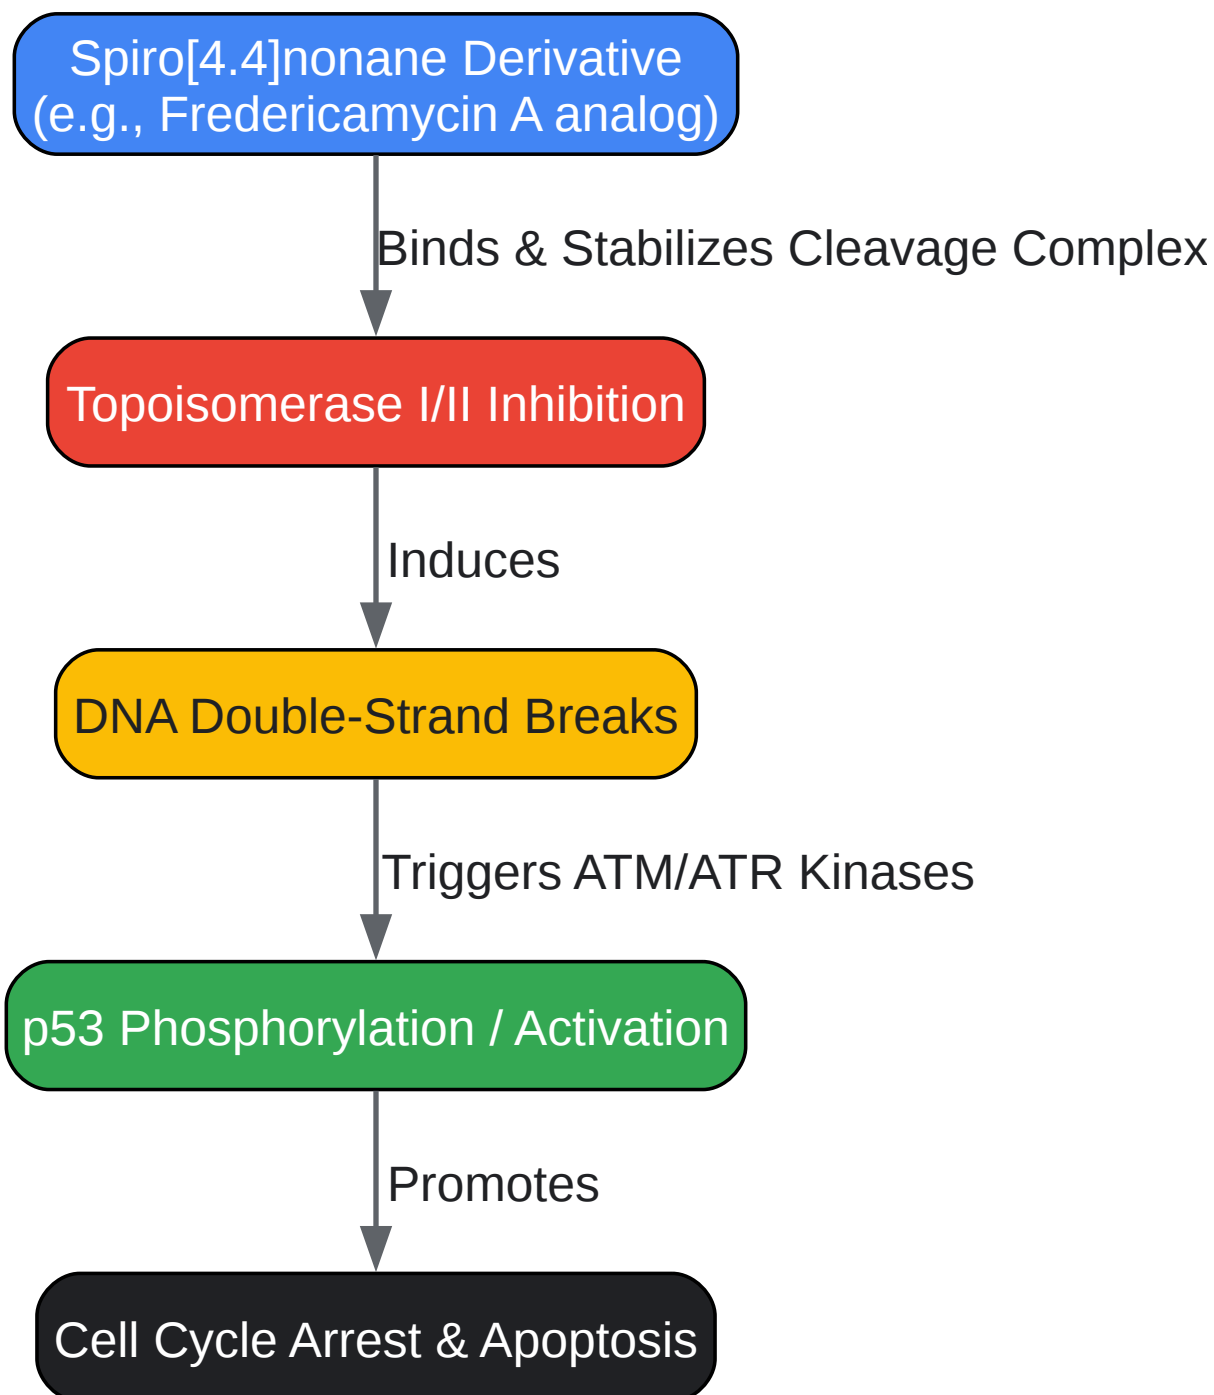 Spiro[4.4]nonane Derivative
(e.g., Fredericamycin A analog)
Binds & Stabilizes Cleavage Complex
Topoisomerase I/II Inhibition
Induces
DNA Double-Strand Breaks
Triggers ATM/ATR Kinases
p53 Phosphorylation / Activation
Promotes
Cell Cycle Arrest & Apoptosis